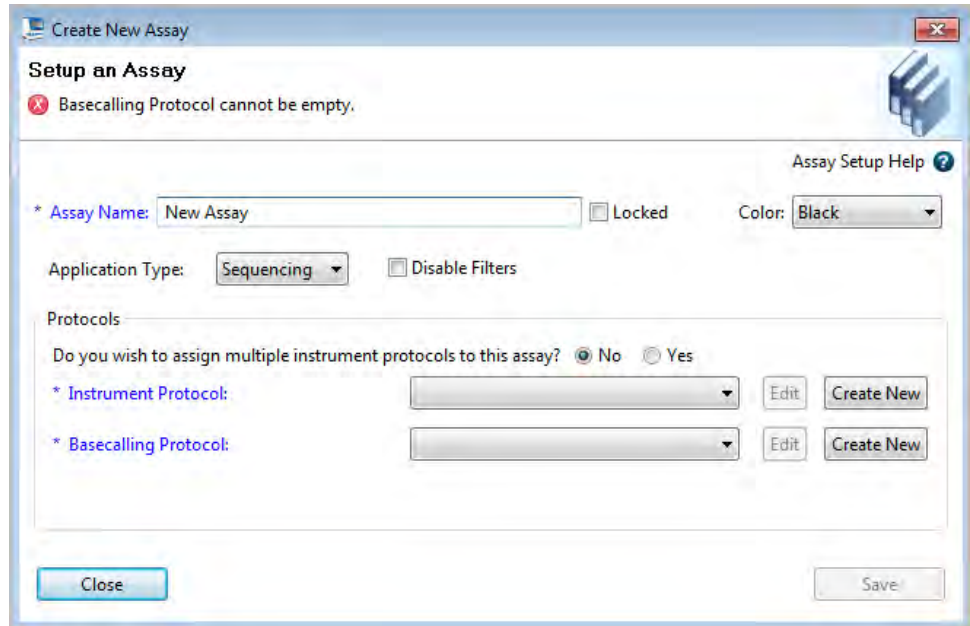 Create New Assay
Setup an Assay
Basecalling Protocol cannot be empty.
Assay Setup Help ?
* Assay Name: New Assay Locked Color: Black
Application Type: Sequencing Disable Filters
Protocols
Do you wish to assign multiple instrument protocols to this assay? No Yes
* Instrument Protocol: Edit Create New
* Basecalling Protocol: Edit Create New
Close Save